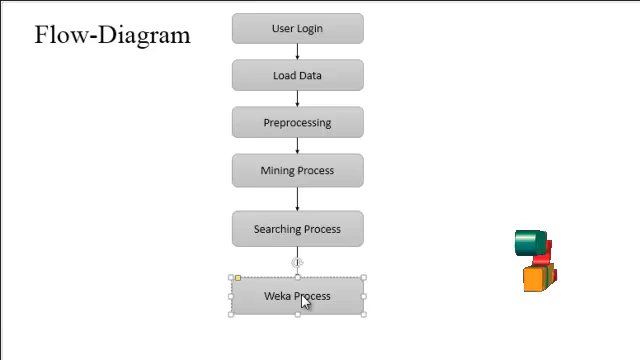 Flow-Diagram
User Login
Load Data
Preprocessing
Mining Process
Searching Process
Weka Process